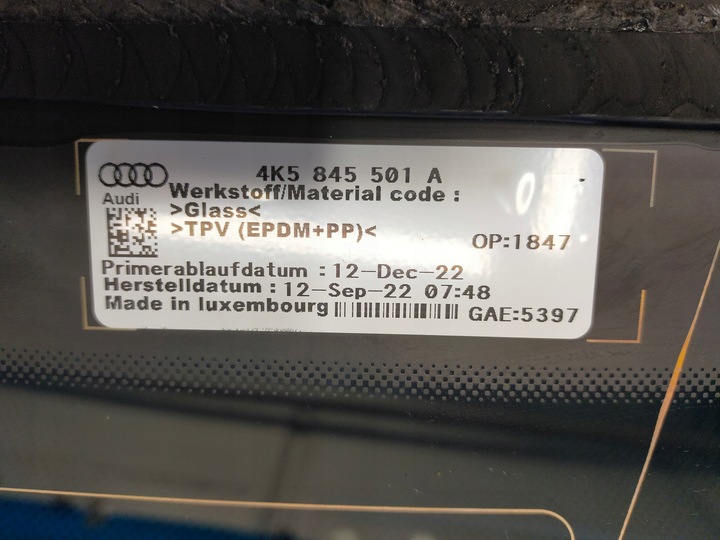 4K5 845 501 A
Audi
Werkstoff/Material code :
>Glass<
>TPV (EPDM+PP)<
OP:1847
Primerablaufdatum : 12-Dec-22
Herstelldatum : 12-Sep-22 07:48
Made in luxembourg
GAE:5397